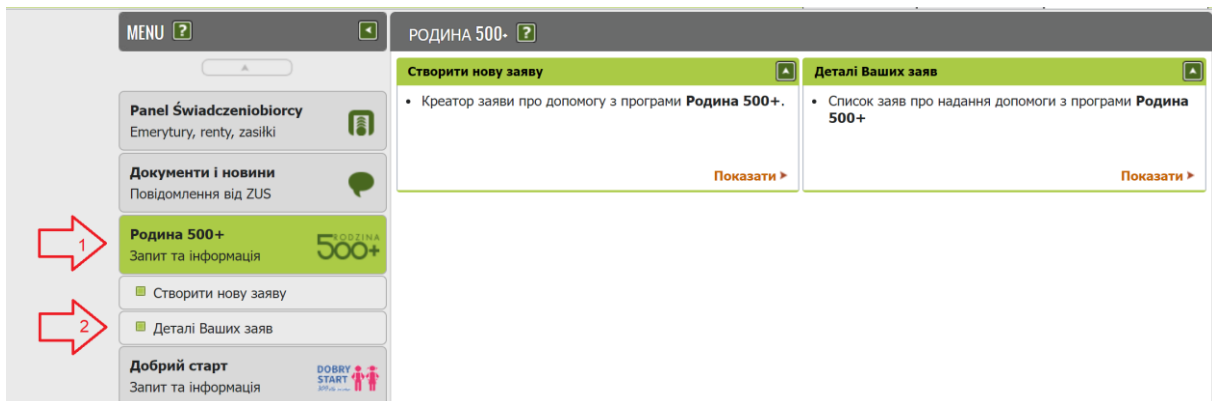 MENU ?
РОДИНА 500+ ?
Panel Świadczeniobiorcy
Emerytury, renty, zasiłki
Документи і новини
Повідомлення від ZUS
1
Родина 500+
Запит та інформація
RODZINA
500+
Створити нову заяву
2
Деталі Ваших заяв
Добрий старт
Запит та інформація
DOBRY
START
Створити нову заяву
• Креатор заяви про допомогу з програми Родина 500+.
Показати
Деталі Ваших заяв
• Список заяв про надання допомоги з програми Родина
500+
Показати